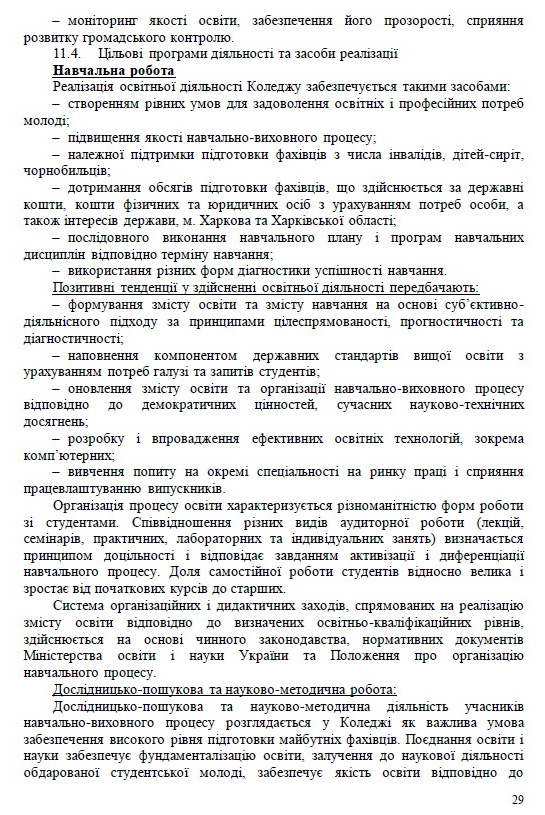 – моніторинг якості освіти, забезпечення його прозорості, сприяння
розвитку громадського контролю.
11.4. Цільові програми діяльності та засоби реалізації
Навчальна робота
Реалізація освітньої діяльності Коледжу забезпечується такими засобами:
– створенням рівних умов для задоволення освітніх і професійних потреб
молоді;
– підвищення якості навчально-виховного процесу;
– належної підтримки підготовки фахівців з числа інвалідів, дітей-сиріт,
чорнобильців;
– дотримання обсягів підготовки фахівців, що здійснюється за державні
кошти, кошти фізичних та юридичних осіб з урахуванням потреб особи, а
також інтересів держави, м. Харкова та Харківської області;
– послідовного виконання навчального плану і програм навчальних
дисциплін відповідно терміну навчання;
– використання різних форм діагностики успішності навчання.
Позитивні тенденції у здійсненні освітньої діяльності передбачають:
– формування змісту освіти та змісту навчання на основі суб’єктивно-
діяльнісного підходу за принципами цілеспрямованості, прогностичності та
діагностичності;
– наповнення компонентом державних стандартів вищої освіти з
урахуванням потреб галузі та запитів студентів;
– оновлення змісту освіти та організації навчально-виховного процесу
відповідно до демократичних цінностей, сучасних науково-технічних
досягнень;
– розробку і впровадження ефективних освітніх технологій, зокрема
комп’ютерних;
– вивчення попиту на окремі спеціальності на ринку праці і сприяння
працевлаштуванню випускників.
Організація процесу освіти характеризується різноманітністю форм роботи
зі студентами. Співвідношення різних видів аудиторної роботи (лекцій,
семінарів, практичних, лабораторних та індивідуальних занять) визначається
принципом доцільності і відповідає завданням активізації і диференціації
навчального процесу. Доля самостійної роботи студентів відносно велика і
зростає від початкових курсів до старших.
Система організаційних і дидактичних заходів, спрямованих на реалізацію
змісту освіти відповідно до визначених освітньо-кваліфікаційних рівнів,
здійснюється на основі чинного законодавства, нормативних документів
Міністерства освіти і науки України та Положення про організацію
навчального процесу.
Дослідницько-пошукова та науково-методична робота:
Дослідницько-пошукова та науково-методична діяльність учасників
навчально-виховного процесу розглядається у Коледжі як важлива умова
забезпечення високого рівня підготовки майбутніх фахівців. Поєднання освіти і
науки забезпечує фундаменталізацію освіти, залучення до наукової діяльності
обдарованої студентської молоді, забезпечує якість освіти відповідно до
29